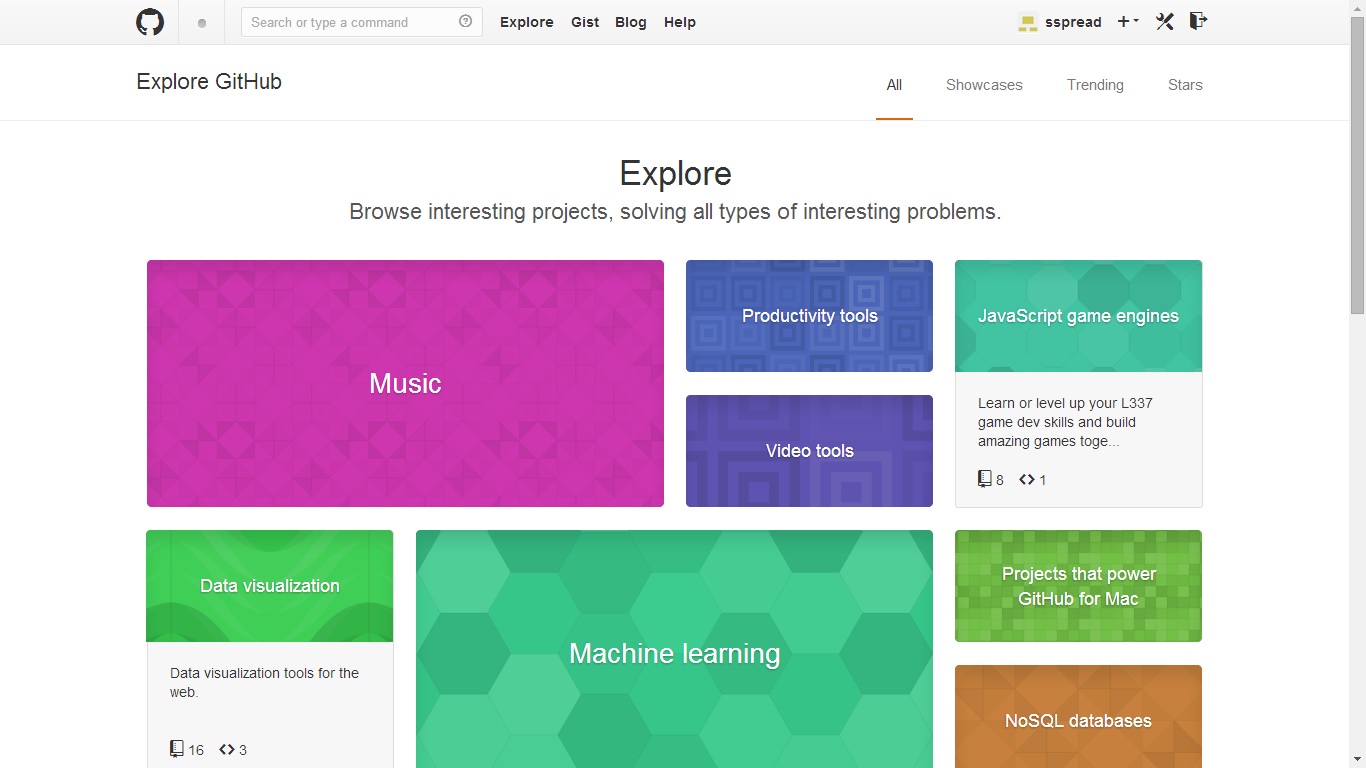 Search or type a command
Explore Gist Blog Help
sspread
Explore GitHub
All Showcases Trending Stars
Explore
Browse interesting projects, solving all types of interesting problems.
Music
Productivity tools
Video tools
JavaScript game engines
Learn or level up your L337
game dev skills and build
amazing games toge...
8 1
Data visualization
Data visualization tools for the
web.
16 3
Machine learning
Projects that power
GitHub for Mac
NoSQL databases